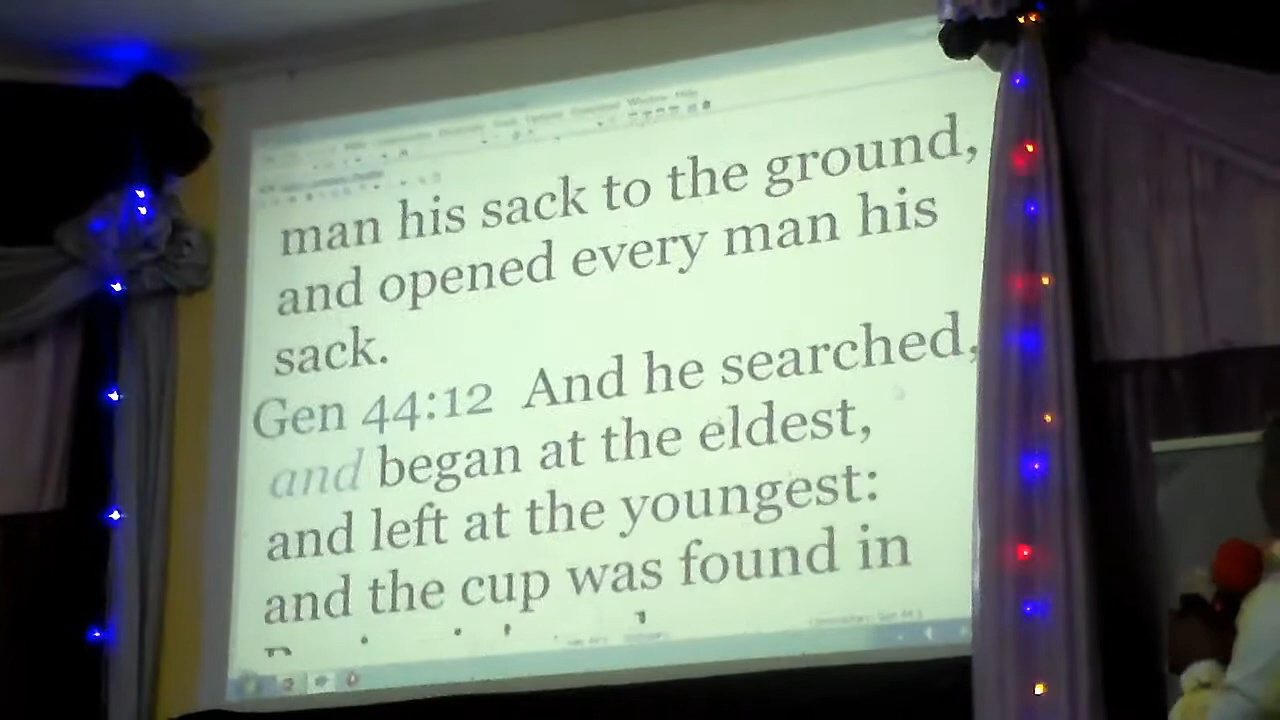 man his sack to the ground,
and opened every man his
sack.
Gen 44:12 And he searched,
and began at the eldest,
and left at the youngest:
and the cup was found in